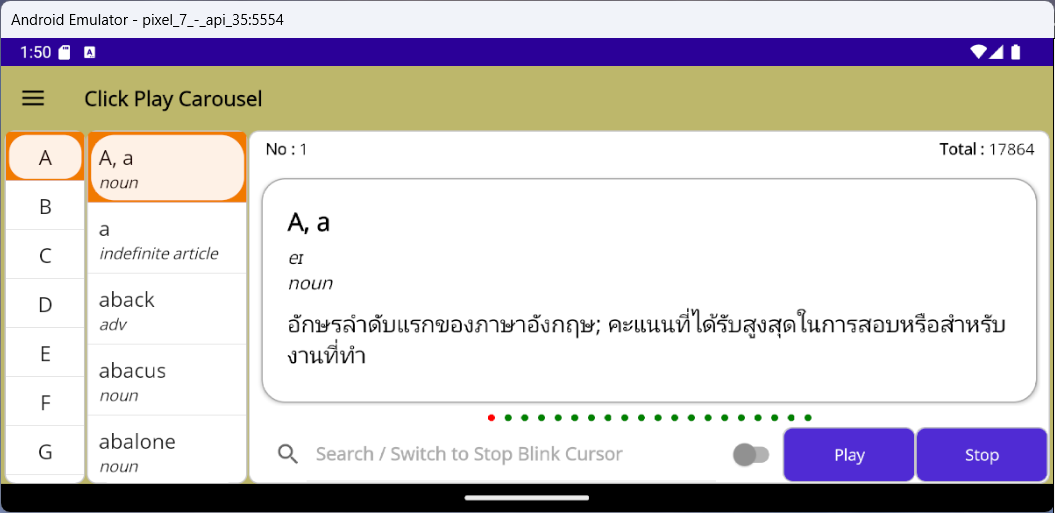 Android Emulator - pixel_7_-_api_35:5554
1:50
Click Play Carousel
A
B
C
D
E
F
G
A, a
noun
a
indefinite article
aback
adv
abacus
noun
abalone
noun
No : 1
Total : 17864
A, a
eɪ
noun
อักษรลำดับแรกของภาษาอังกฤษ; คะแนนที่ได้รับสูงสุดในการสอบหรือสำหรับ
งานที่ทำ
Search / Switch to Stop Blink Cursor
Play
Stop